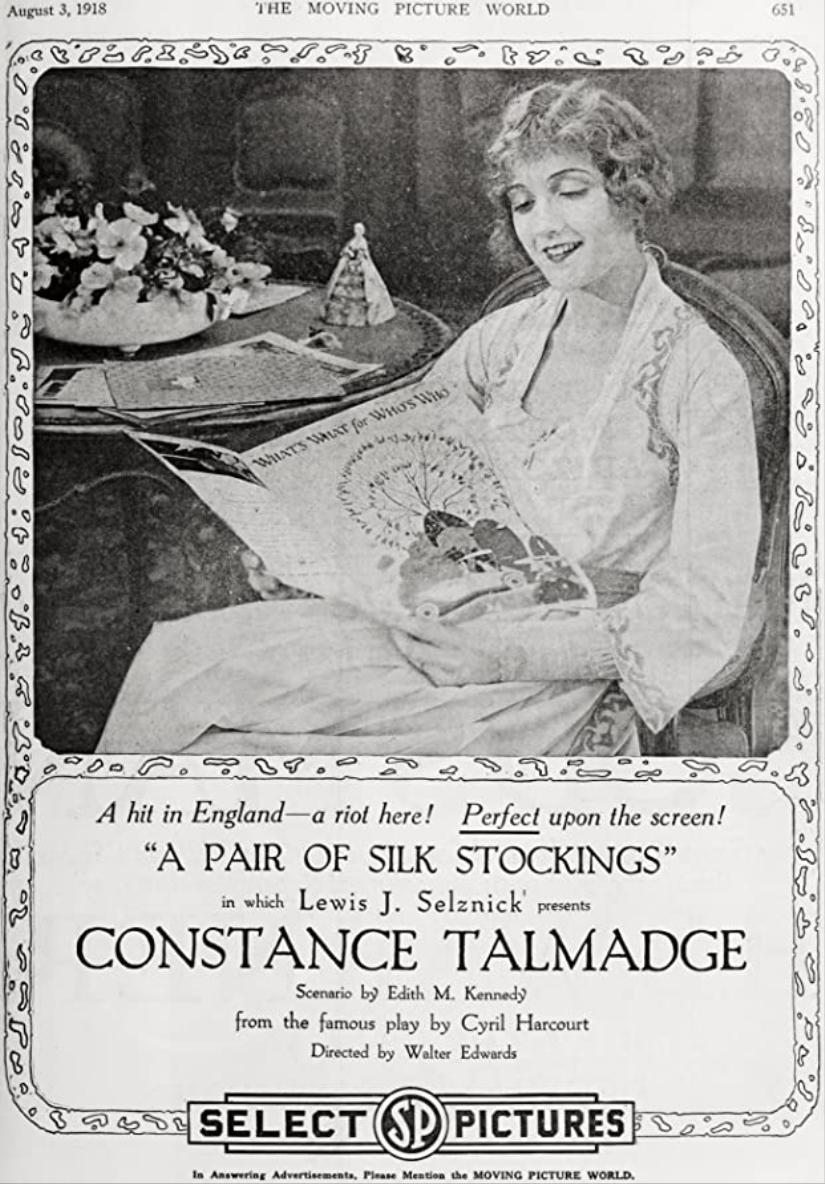 August 3, 1918 THE MOVING PICTURE WORLD 651
WHAT'S WHAT for WHO'S WHO
A hit in England—a riot here! Perfect upon the screen!
"A PAIR OF SILK STOCKINGS"
in which Lewis J. Selznick presents
CONSTANCE TALMADGE
Scenario by Edith M. Kennedy
from the famous play by Cyril Harcourt
Directed by Walter Edwards
SELECT SP PICTURES
In Answering Advertisements, Please Mention the MOVING PICTURE WORLD.